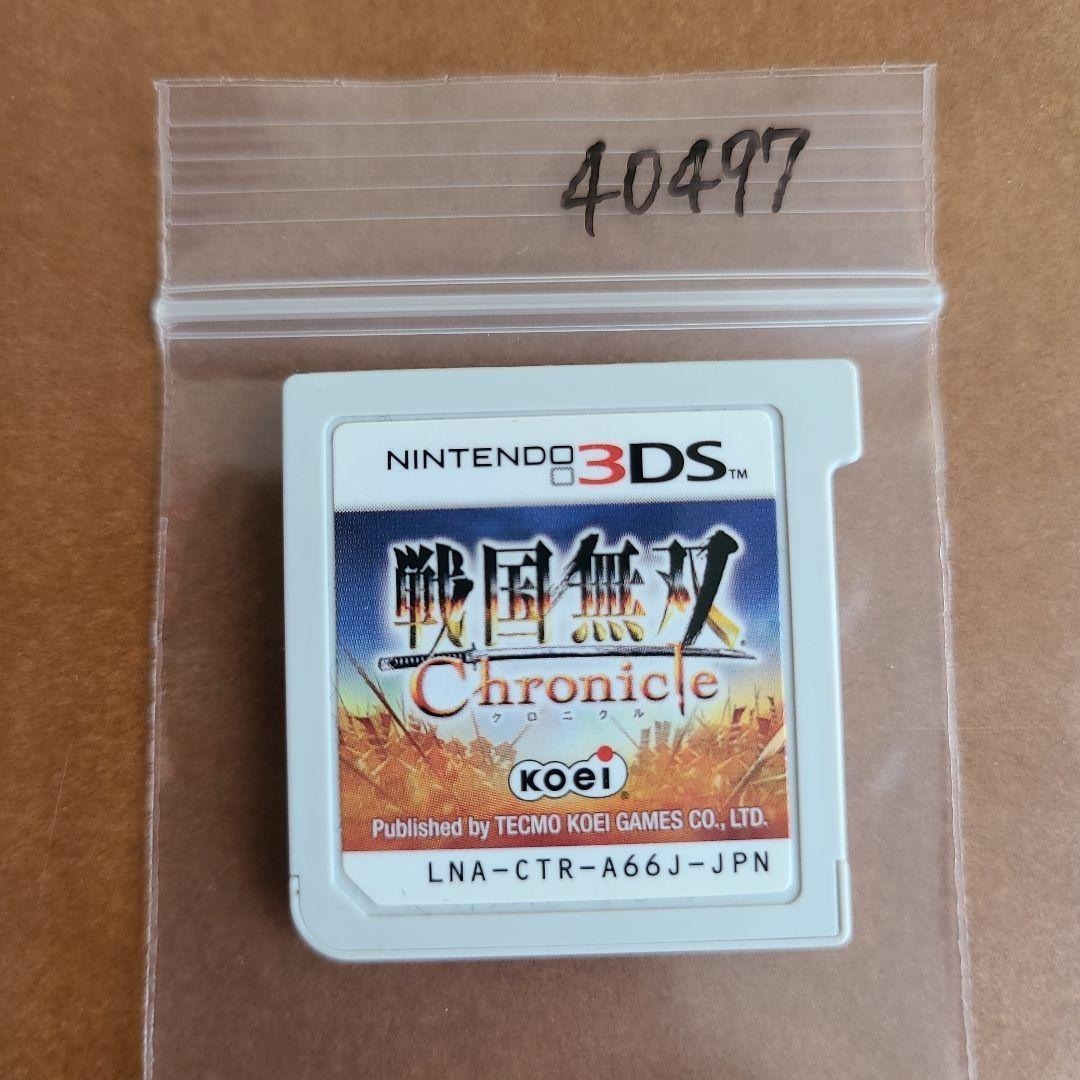 40497
NINTENDO 3DS™
戦国無双
Chronicle
クロニクル
KOEI®
Published by TECMO KOEI GAMES CO., LTD.
LNA-CTR-A66J-JPN